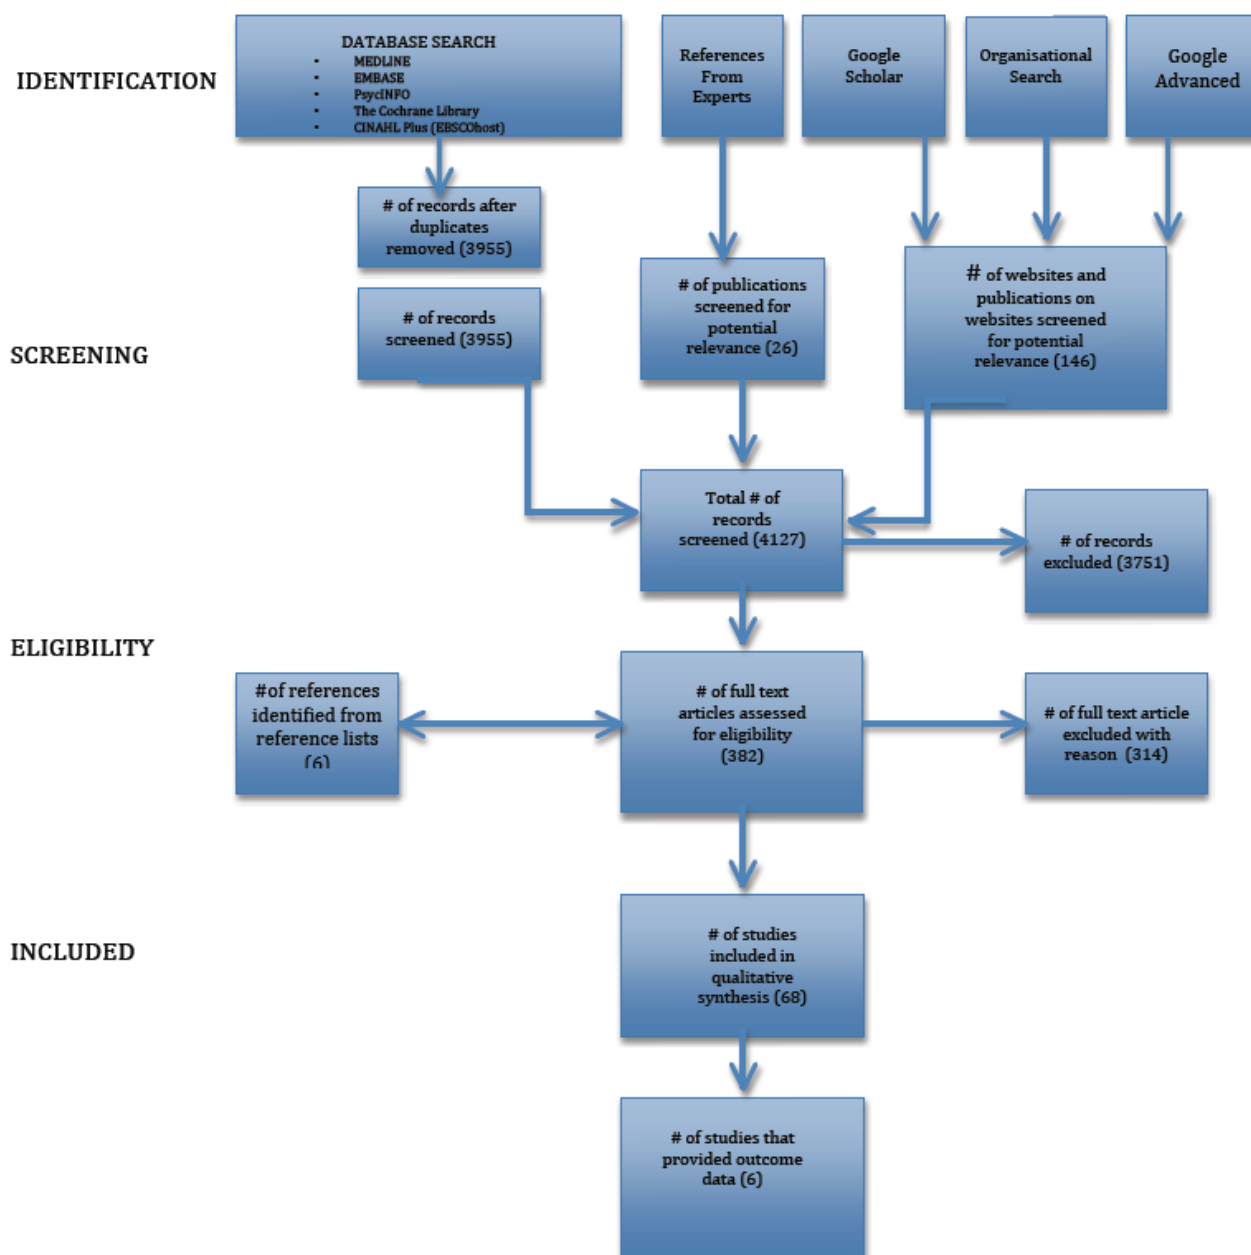 IDENTIFICATION
DATABASE SEARCH
• MEDLINE
• EMBASE
• PsycINFO
• The Cochrane Library
• CINAHL Plus (EBSCOhost)
References
From
Experts
Google
Scholar
Organisational
Search
Google
Advanced
# of records after
duplicates
removed (3955)
SCREENING
# of records
screened (3955)
# of publications
screened for
potential
relevance (26)
# of websites and
publications on
websites screened
for potential
relevance (146)
Total # of
records
screened (4127)
# of records
excluded (3751)
ELIGIBILITY
#of references
identified from
reference lists
(6)
# of full text
articles assessed
for eligibility
(382)
# of full text article
excluded with
reason (314)
INCLUDED
# of studies
included in
qualitative
synthesis (68)
# of studies that
provided outcome
data (6)